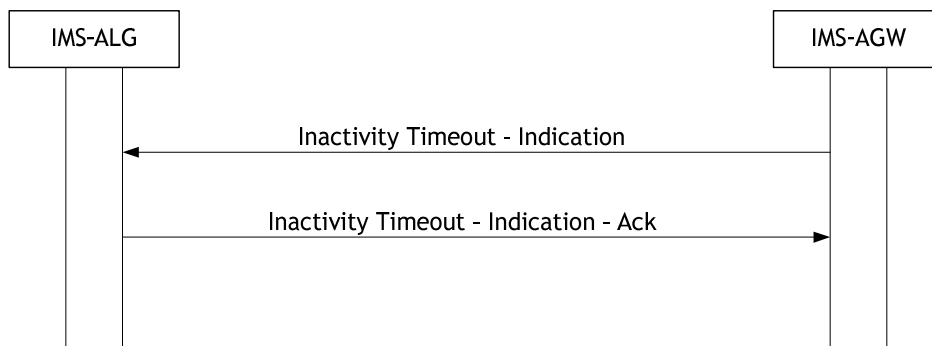 IMS-ALG
IMS-AGW
Inactivity Timeout - Indication
Inactivity Timeout - Indication - Ack